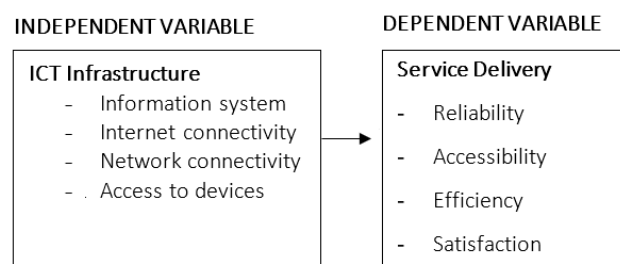 INDEPENDENT VARIABLE
ICT Infrastructure
- Information system
- Internet connectivity
- Network connectivity
- . Access to devices
DEPENDENT VARIABLE
Service Delivery
- Reliability
- Accessibility
- Efficiency
- Satisfaction